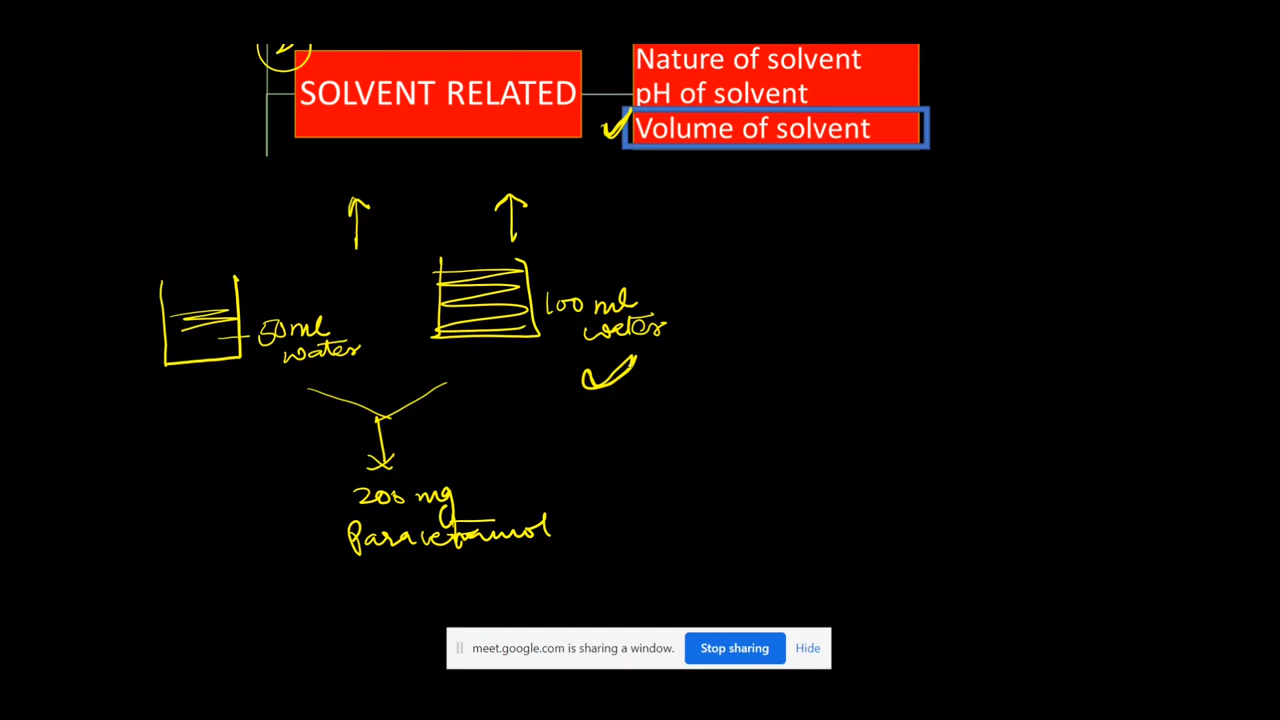 SOLVENT RELATED
Nature of solvent
pH of solvent
Volume of solvent
50ml
water
100 ml
water
200 mg
Paracetamol
meet.google.com is sharing a window.
Stop sharing
Hide